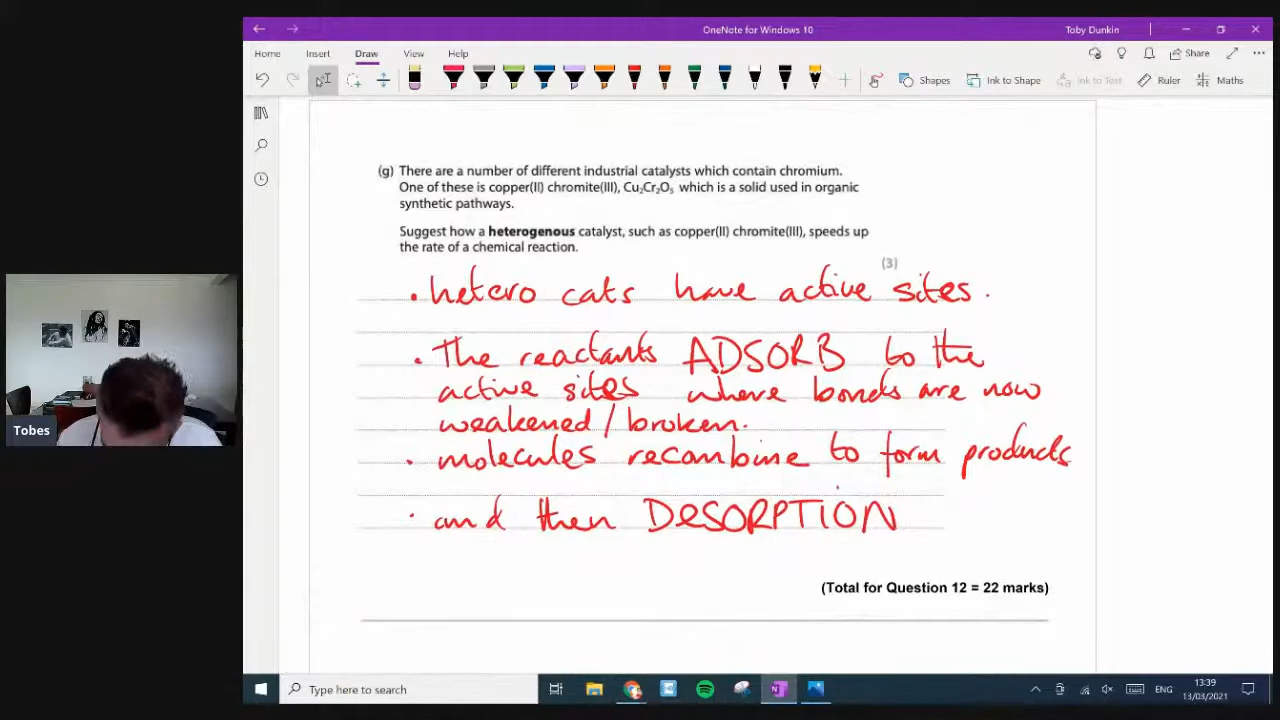 OneNote for Windows 10
Toby Dunkin
Home Insert Draw View Help
Share
Shapes Ink to Shape Ink to Text Ruler Maths
(g) There are a number of different industrial catalysts which contain chromium.
One of these is copper(II) chromite(III), Cu₂Cr₂O₅ which is a solid used in organic
synthetic pathways.
Suggest how a heterogenous catalyst, such as copper(II) chromite(III), speeds up
the rate of a chemical reaction.
(3)
• hetero cats have active sites.
• The reactants ADSORB to the
active sites where bonds are now
weakened / broken.
• molecules recombine to form products
• and then DeSORPTiON
(Total for Question 12 = 22 marks)
Tobes
Type here to search
ENG
13:39
13/03/2021